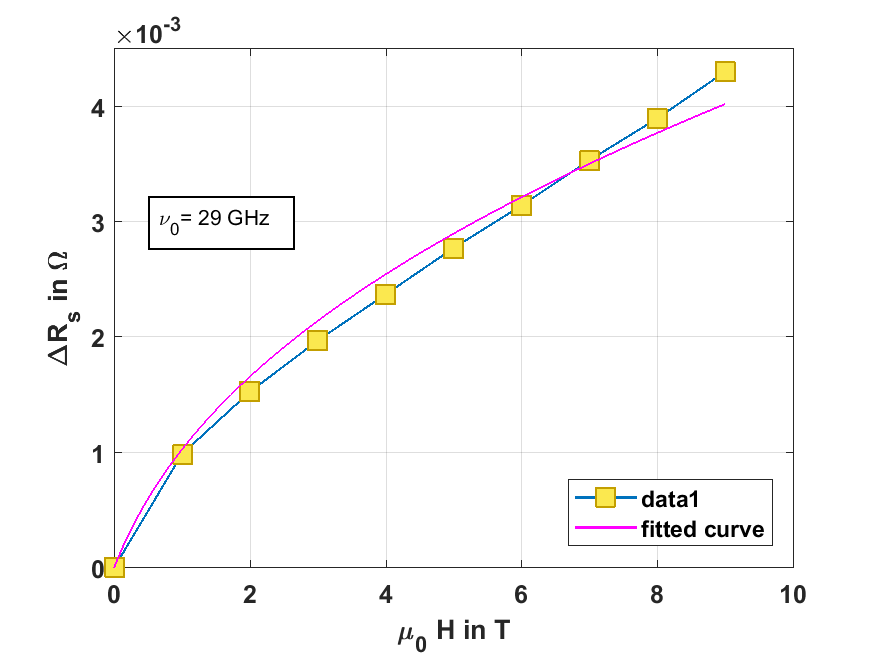 ×10⁻³
4
3
2
1
0
ΔRₛ in Ω
ν₀= 29 GHz
data1
fitted curve
0 2 4 6 8 10
μ₀ H in T